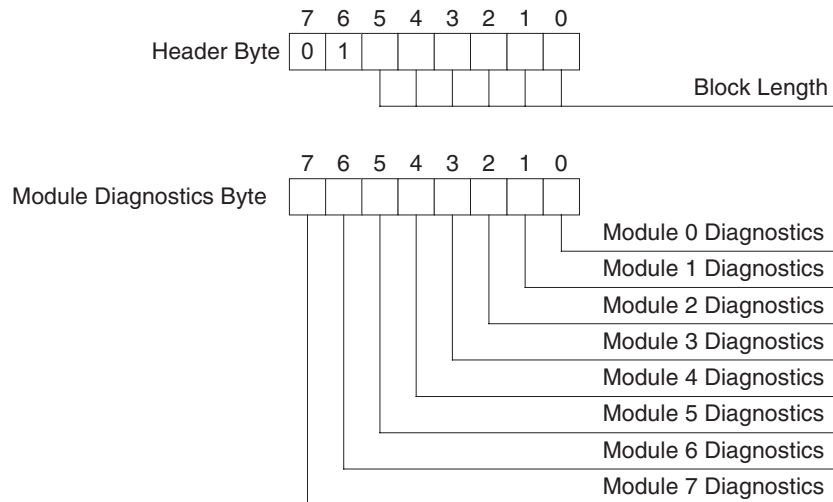 7 6 5 4 3 2 1 0
Header Byte 0 1
Block Length
7 6 5 4 3 2 1 0
Module Diagnostics Byte
Module 0 Diagnostics
Module 1 Diagnostics
Module 2 Diagnostics
Module 3 Diagnostics
Module 4 Diagnostics
Module 5 Diagnostics
Module 6 Diagnostics
Module 7 Diagnostics